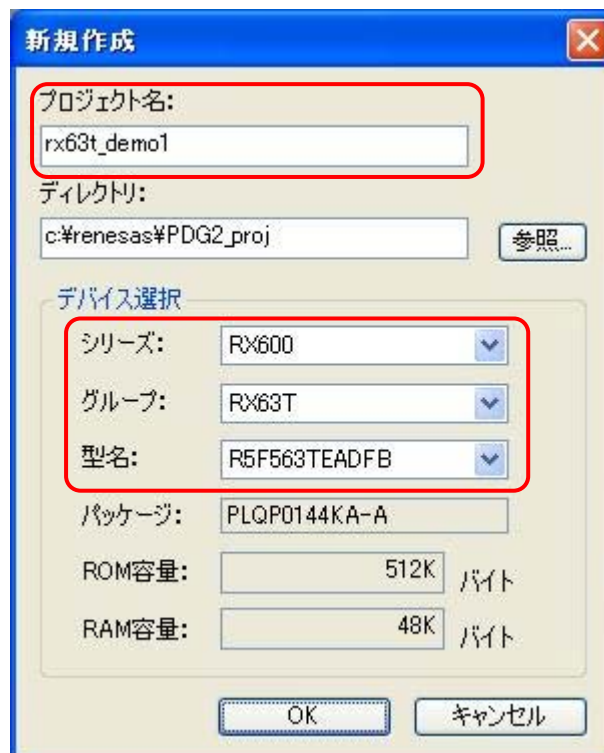 新規作成
プロジェクト名:
rx63t_demo1
ディレクトリ:
c:¥renesas¥PDG2_proj
参照...
デバイス選択
シリーズ: RX600
グループ: RX63T
型名: R5F563TEADFB
パッケージ: PLQP0144KA-A
ROM容量: 512K バイト
RAM容量: 48K バイト
OK キャンセル